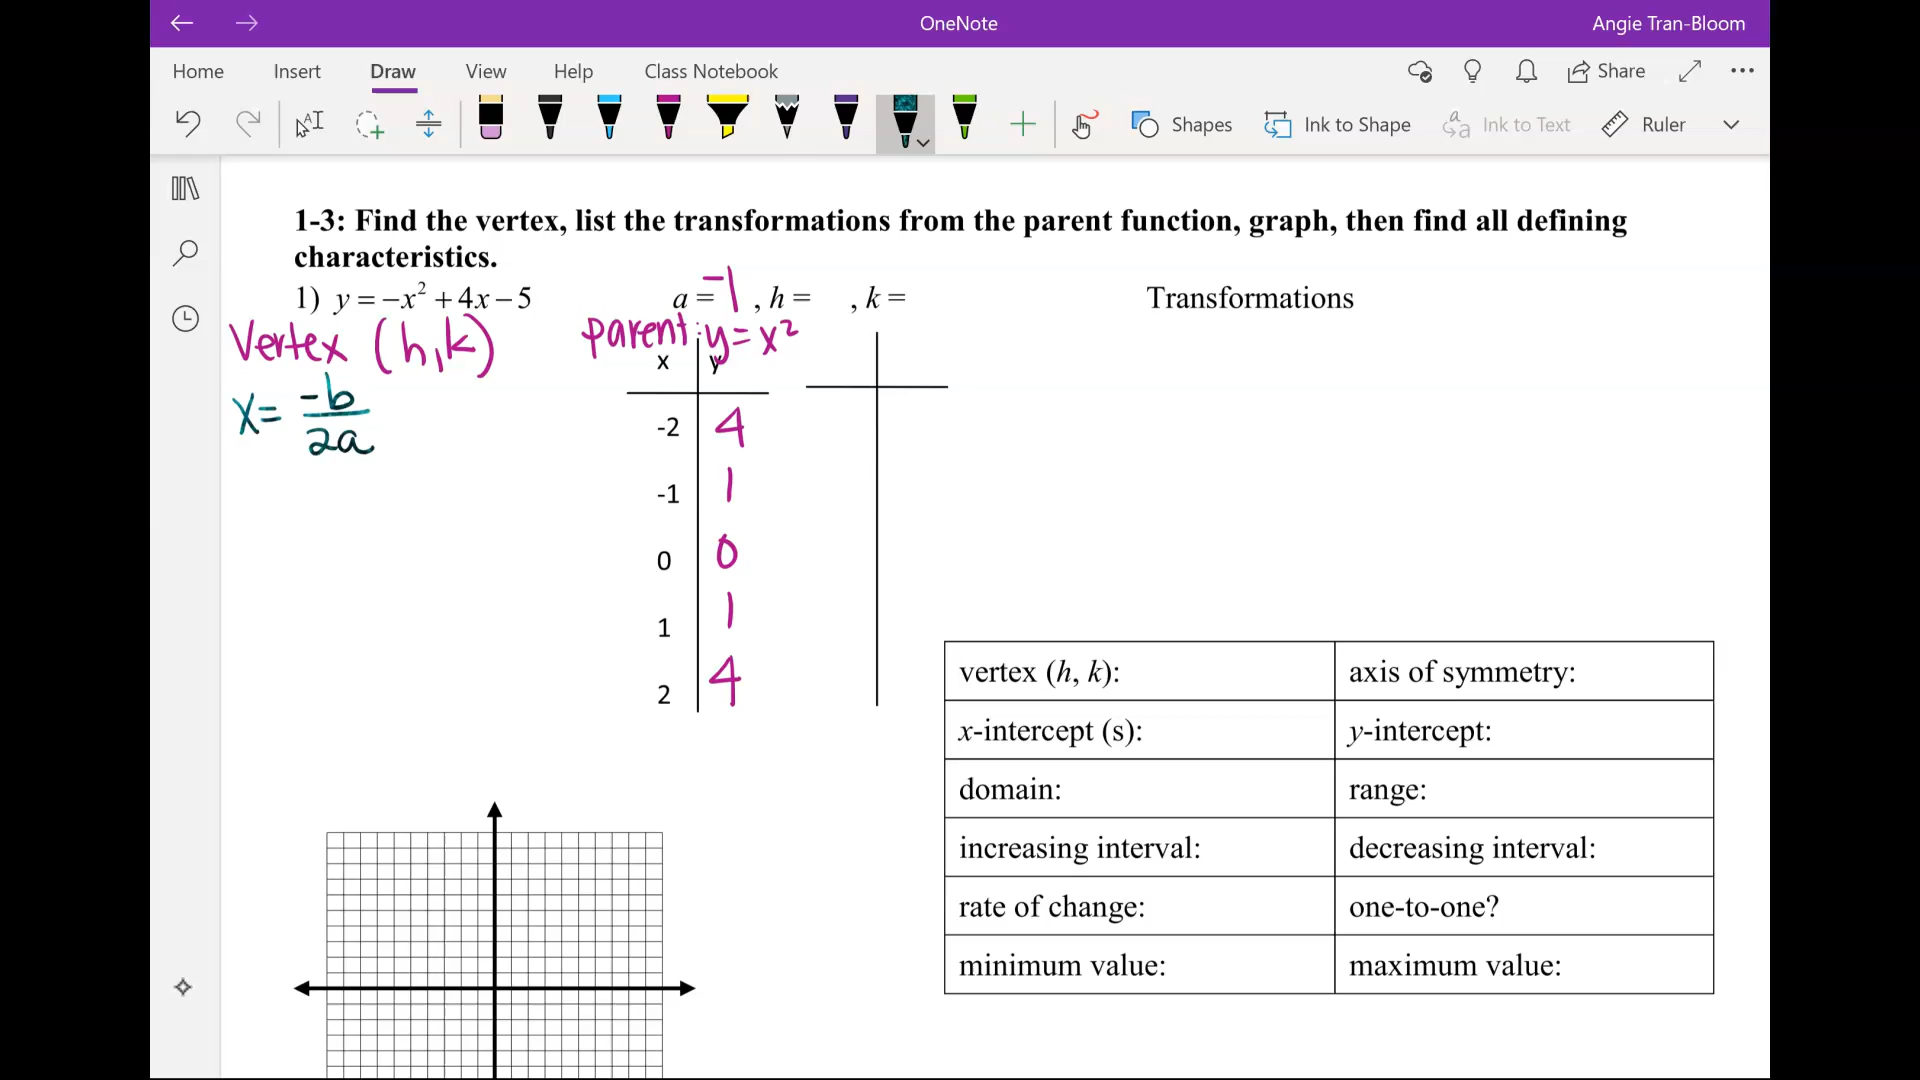 OneNote
Angie Tran-Bloom
Home Insert Draw View Help Class Notebook
Share
Shapes Ink to Shape Ink to Text Ruler
1-3: Find the vertex, list the transformations from the parent function, graph, then find all defining
characteristics.
1) y = −x² + 4x − 5
a = -1 , h = , k =
Transformations
Vertex (h,k)
parent: y = x²
x = -b/2a
x y
-2 4
-1 1
0 0
1 1
2 4
vertex (h, k): axis of symmetry:
x-intercept (s): y-intercept:
domain: range:
increasing interval: decreasing interval:
rate of change: one-to-one?
minimum value: maximum value: